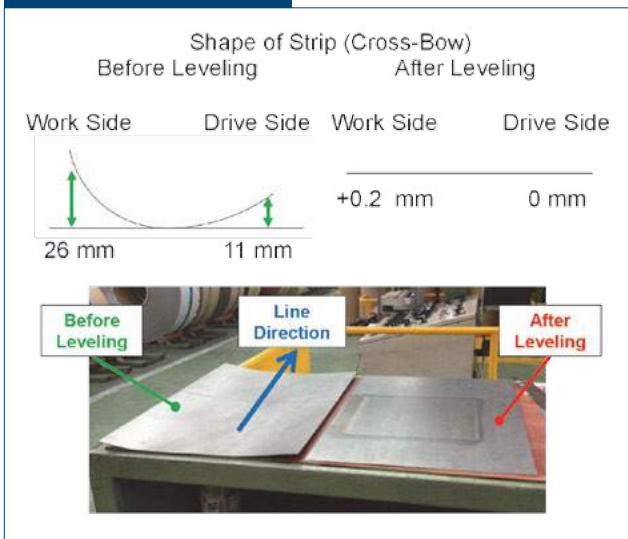 Shape of Strip (Cross-Bow)
Before Leveling After Leveling
Work Side Drive Side Work Side Drive Side
+0.2 mm 0 mm
26 mm 11 mm
Before
Leveling
Line
Direction
After
Leveling